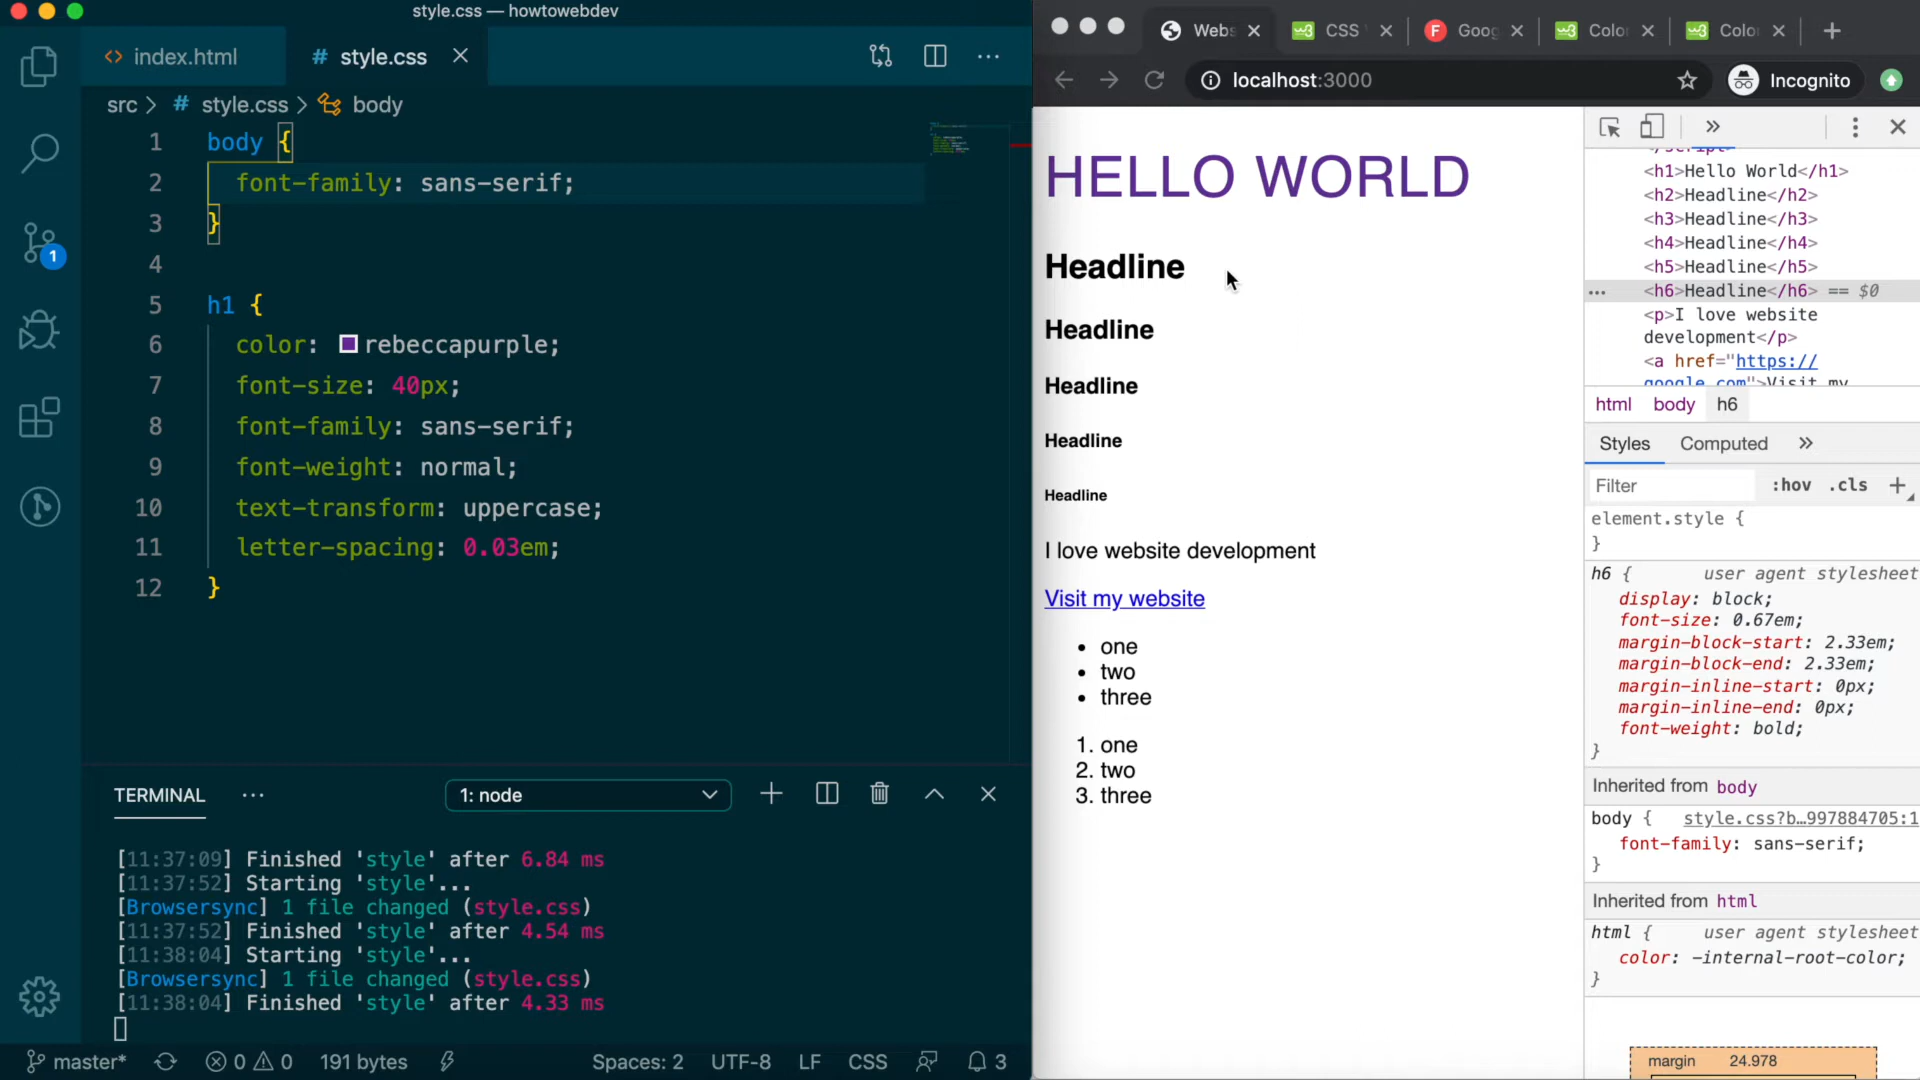 style.css — howtowebdev
index.html
# style.css
src > # style.css > body
1 body {
2 font-family: sans-serif;
3 }
4
5 h1 {
6 color: rebeccapurple;
7 font-size: 40px;
8 font-family: sans-serif;
9 font-weight: normal;
10 text-transform: uppercase;
11 letter-spacing: 0.03em;
12 }
1
TERMINAL
1: node
[11:37:09] Finished 'style' after 6.84 ms
[11:37:52] Starting 'style'...
[Browsersync] 1 file changed (style.css)
[11:37:52] Finished 'style' after 4.54 ms
[11:38:04] Starting 'style'...
[Browsersync] 1 file changed (style.css)
[11:38:04] Finished 'style' after 4.33 ms
master* 0 0 191 bytes Spaces: 2 UTF-8 LF CSS 3
Webs CSS Goog Colo Colo
localhost:3000 Incognito
HELLO WORLD
Headline
Headline
Headline
Headline
Headline
I love website development
Visit my website
• one
• two
• three
1. one
2. two
3. three
<h1>Hello World</h1>
<h2>Headline</h2>
<h3>Headline</h3>
<h4>Headline</h4>
<h5>Headline</h5>
... <h6>Headline</h6> == $0
<p>I love website
development</p>
<a href="https://
google.com">Visit my
html body h6
Styles Computed »
Filter :hov .cls +
element.style {
}
h6 { user agent stylesheet
display: block;
font-size: 0.67em;
margin-block-start: 2.33em;
margin-block-end: 2.33em;
margin-inline-start: 0px;
margin-inline-end: 0px;
font-weight: bold;
}
Inherited from body
body { style.css?b…997884705:1
font-family: sans-serif;
}
Inherited from html
html { user agent stylesheet
color: -internal-root-color;
}
margin 24.978